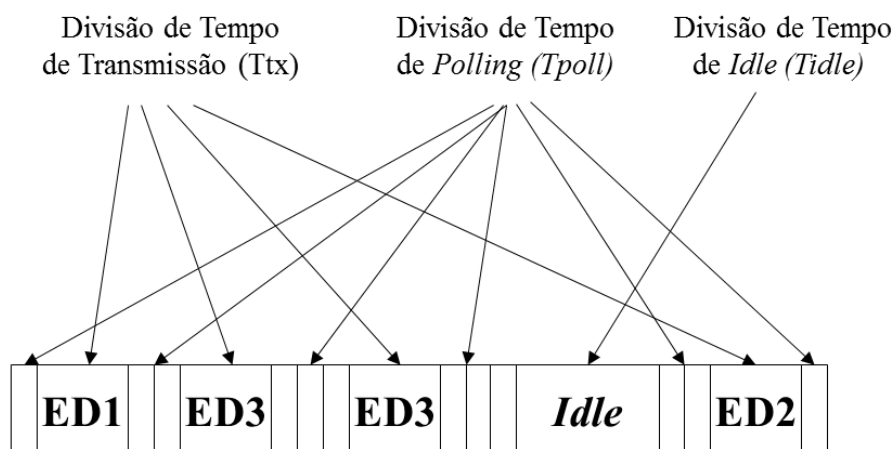 Divisão de Tempo
de Transmissão (Ttx)
Divisão de Tempo
de Polling (Tpoll)
Divisão de Tempo
de Idle (Tidle)
ED1 ED3 ED3 Idle ED2